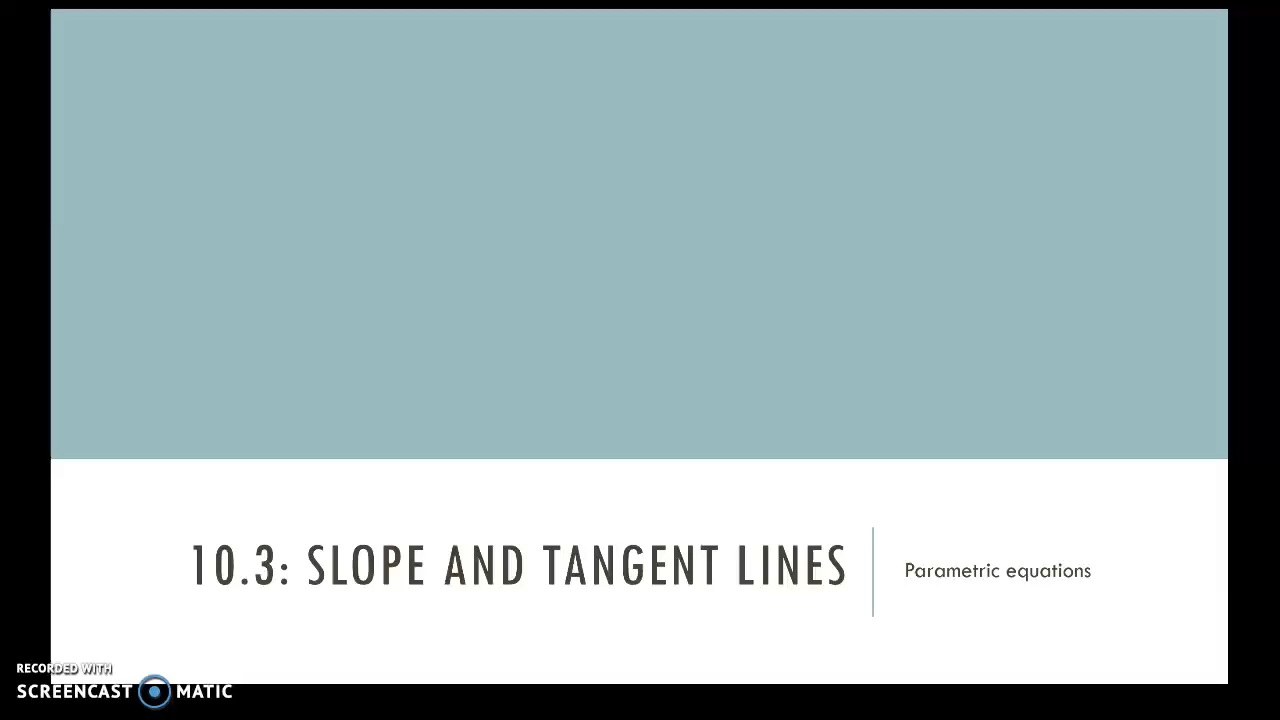 10.3: SLOPE AND TANGENT LINES
Parametric equations
RECORDED WITH
SCREENCAST MATIC